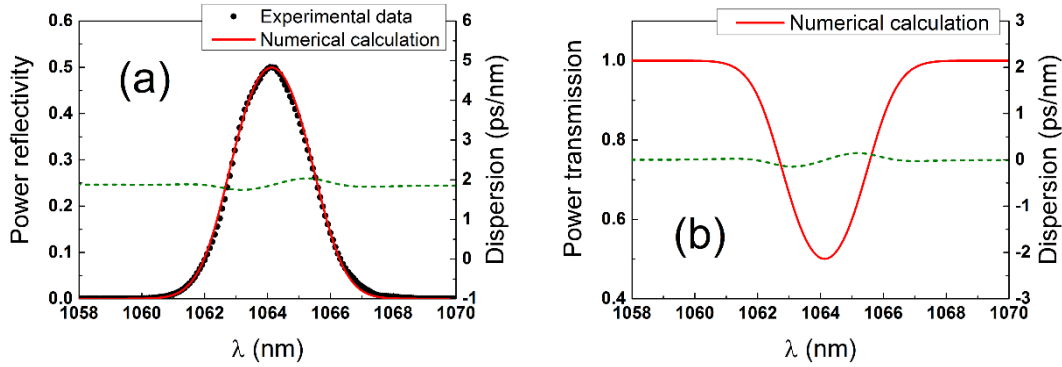 Experimental data
Numerical calculation
(a)
Power reflectivity
0.6
0.5
0.4
0.3
0.2
0.1
0.0
Dispersion (ps/nm)
6
5
4
3
2
1
0
-1
1058 1060 1062 1064 1066 1068 1070
λ (nm)
Numerical calculation
(b)
Power transmission
1.0
0.8
0.6
0.4
Dispersion (ps/nm)
3
2
1
0
-1
-2
-3
1058 1060 1062 1064 1066 1068 1070
λ (nm)